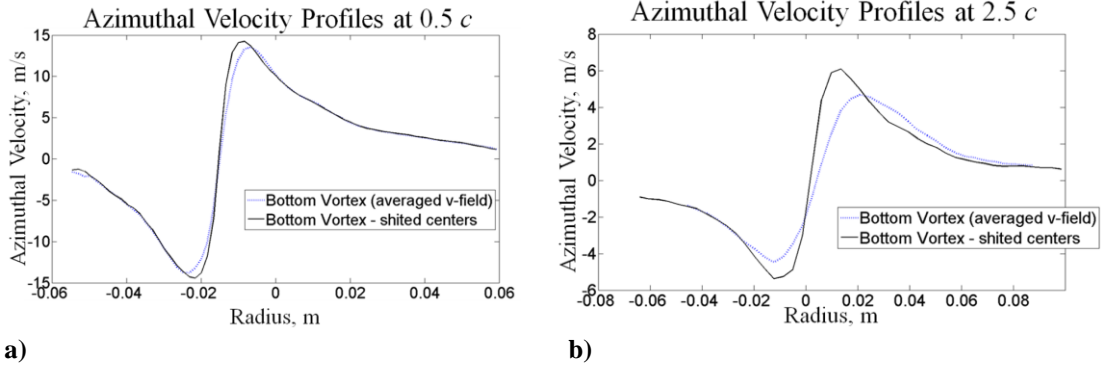 Azimuthal Velocity Profiles at 0.5 c
Azimuthal Velocity, m/s
15
10
5
0
-5
-10
-15
-0.06
-0.04
-0.02
0
0.02
0.04
0.06
Radius, m
Bottom Vortex (averaged v-field)
Bottom Vortex - shited centers
a)
Azimuthal Velocity Profiles at 2.5 c
Azimuthal Velocity, m/s
8
6
4
2
0
-2
-4
-6
-0.08
-0.06
-0.04
-0.02
0
0.02
0.04
0.06
0.08
Radius, m
Bottom Vortex (averaged v-field)
Bottom Vortex - shited centers
b)